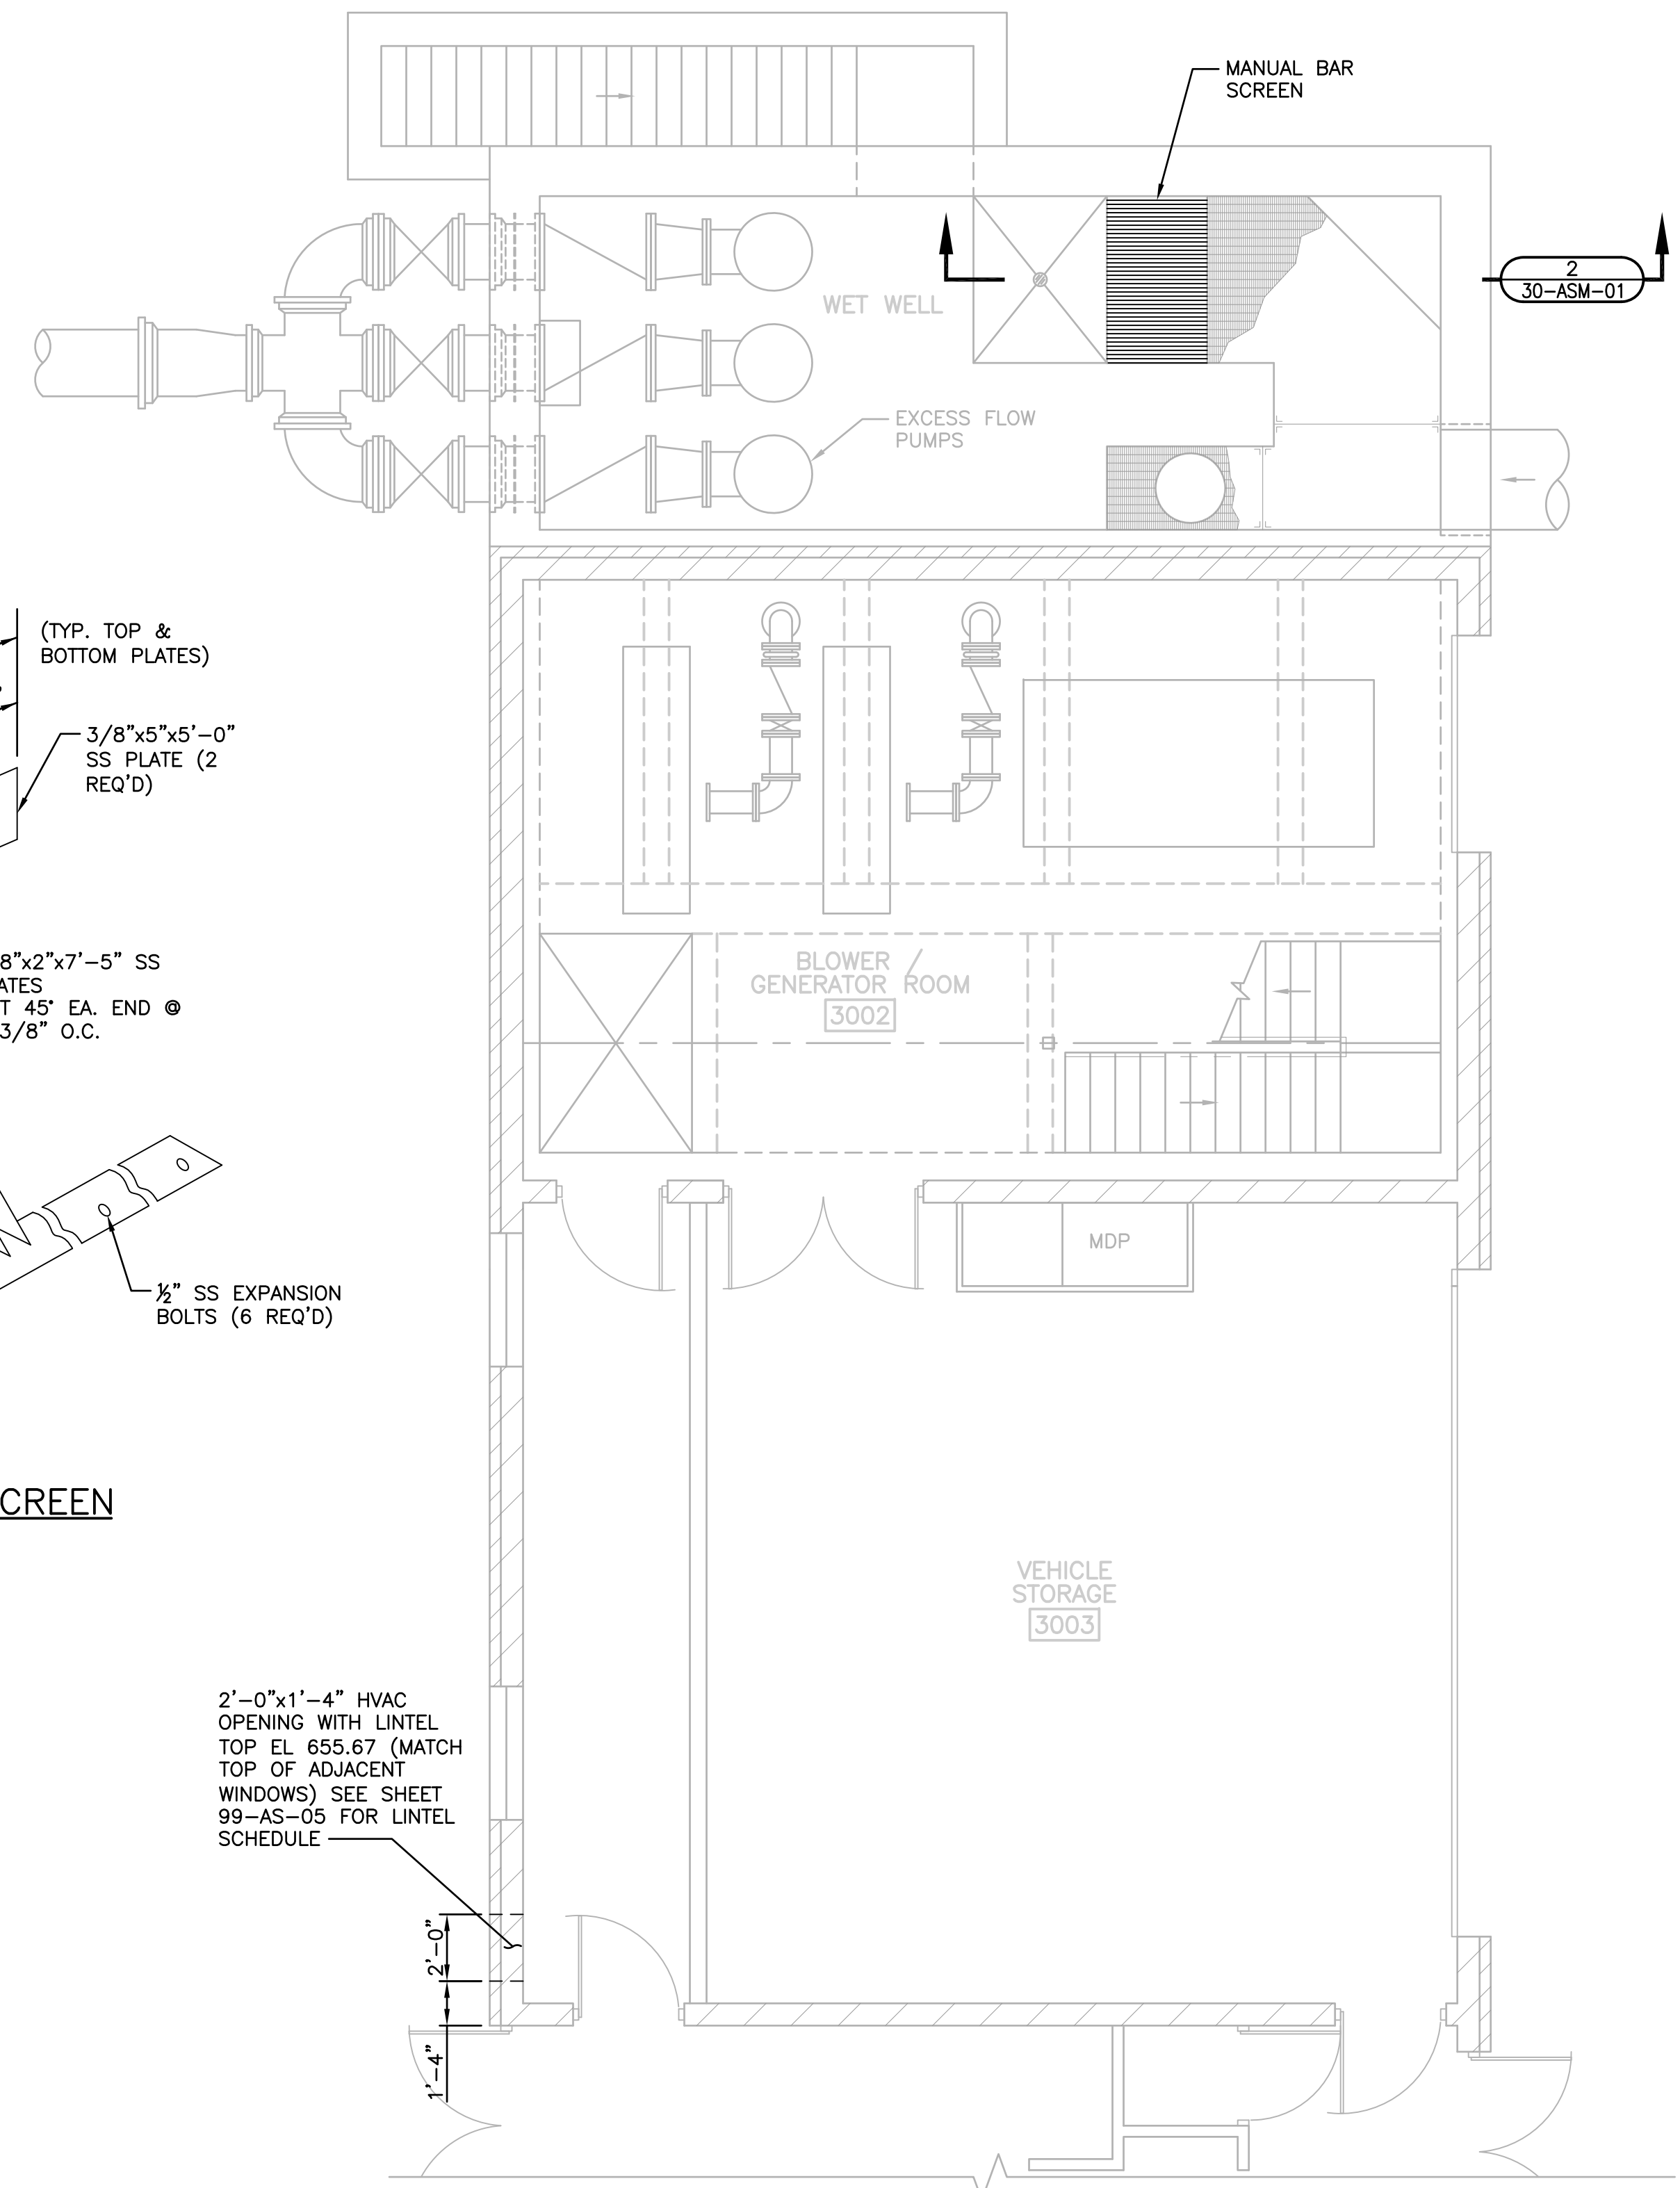 MANUAL BAR
SCREEN
2
30-ASM-01
WET WELL
EXCESS FLOW
PUMPS
(TYP. TOP &
BOTTOM PLATES)
3/8"x5"x5'-0"
SS PLATE (2
REQ'D)
8"x2"x7'-5" SS
ATES
T 45° EA. END @
3/8" O.C.
BLOWER /
GENERATOR ROOM
3002
MDP
½" SS EXPANSION
BOLTS (6 REQ'D)
CREEN
VEHICLE
STORAGE
3003
2'-0"x1'-4" HVAC
OPENING WITH LINTEL
TOP EL 655.67 (MATCH
TOP OF ADJACENT
WINDOWS) SEE SHEET
99-AS-05 FOR LINTEL
SCHEDULE
2'-0"
1'-4"